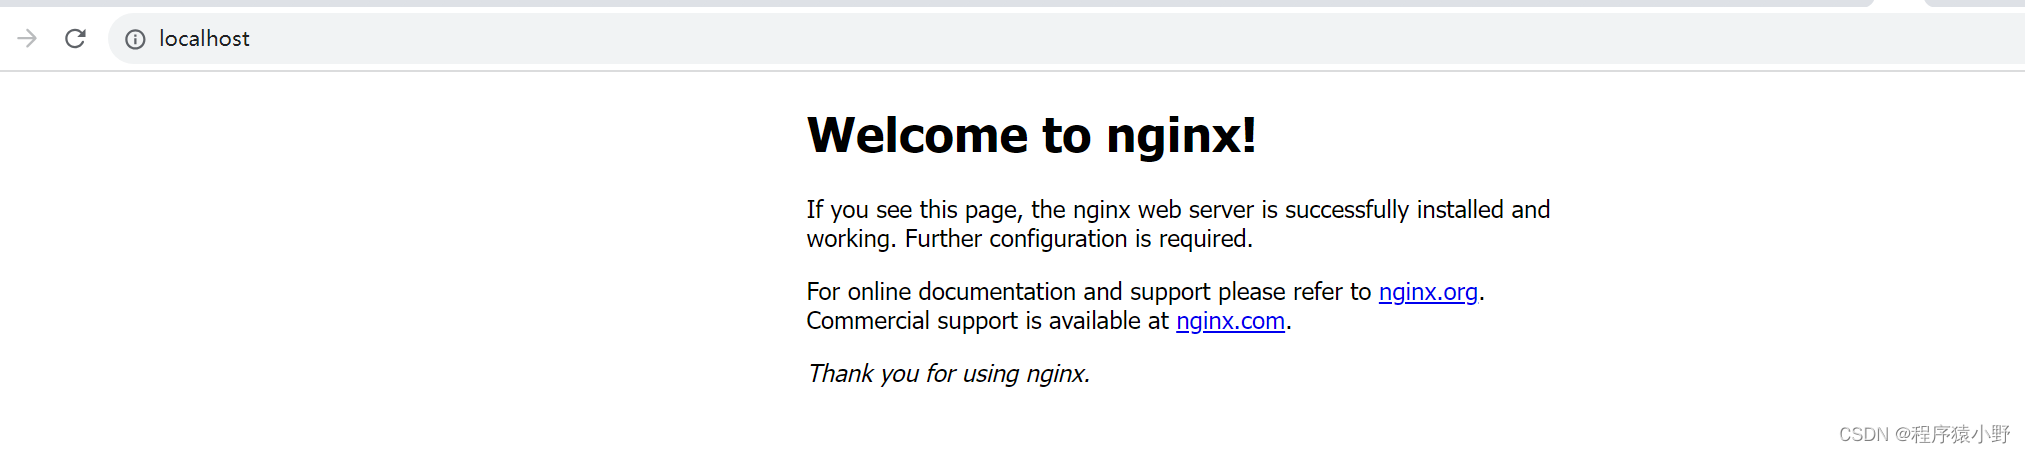 localhost
Welcome to nginx!
If you see this page, the nginx web server is successfully installed and
working. Further configuration is required.
For online documentation and support please refer to nginx.org.
Commercial support is available at nginx.com.
Thank you for using nginx.
CSDN @程序猿小野